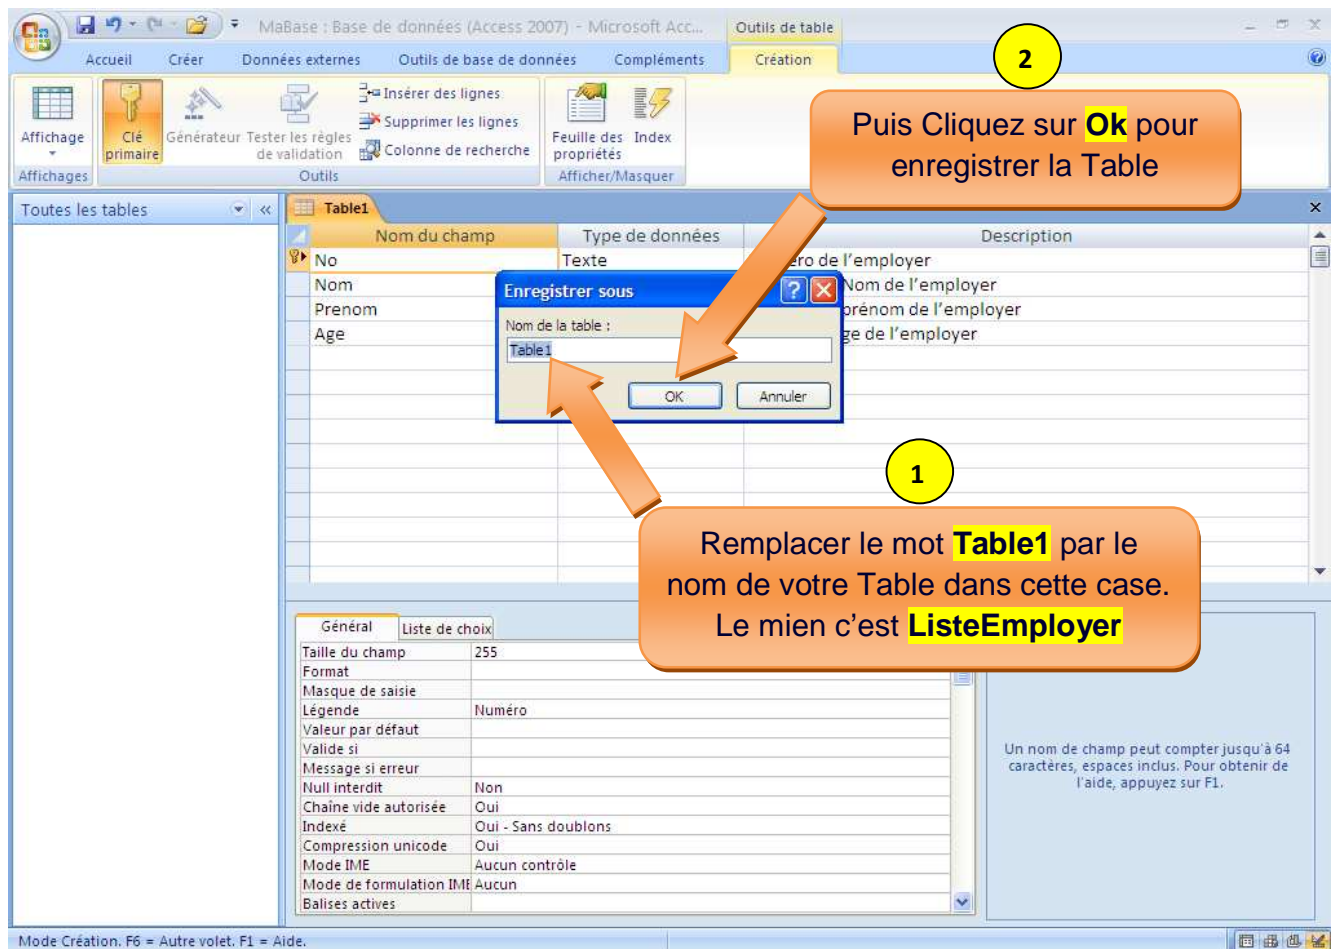 MaBase : Base de données (Access 2007) - Microsoft Acc...
Outils de table
Accueil
Créer
Données externes
Outils de base de données
Compléments
Création
2
Affichage
Clé
primaire
Générateur
Tester les règles
de validation
Insérer des lignes
Supprimer les lignes
Colonne de recherche
Feuille des
propriétés
Index
Affichages
Outils
Afficher/Masquer
Puis Cliquez sur Ok pour
enregistrer la Table
Toutes les tables
Table1
Nom du champ
Type de données
Description
No
Texte
ero de l'employer
Nom
Nom de l'employer
Prenom
prénom de l'employer
Age
ge de l'employer
Enregistrer sous
Nom de la table :
Table1
OK
Annuler
1
Remplacer le mot Table1 par le
nom de votre Table dans cette case.
Le mien c'est ListeEmployer
Général
Liste de choix
Taille du champ 255
Format
Masque de saisie
Légende Numéro
Valeur par défaut
Valide si
Message si erreur
Null interdit Non
Chaîne vide autorisée Oui
Indexé Oui - Sans doublons
Compression unicode Oui
Mode IME Aucun contrôle
Mode de formulation IME Aucun
Balises actives
Un nom de champ peut compter jusqu'à 64
caractères, espaces inclus. Pour obtenir de
l'aide, appuyez sur F1.
Mode Création. F6 = Autre volet. F1 = Aide.